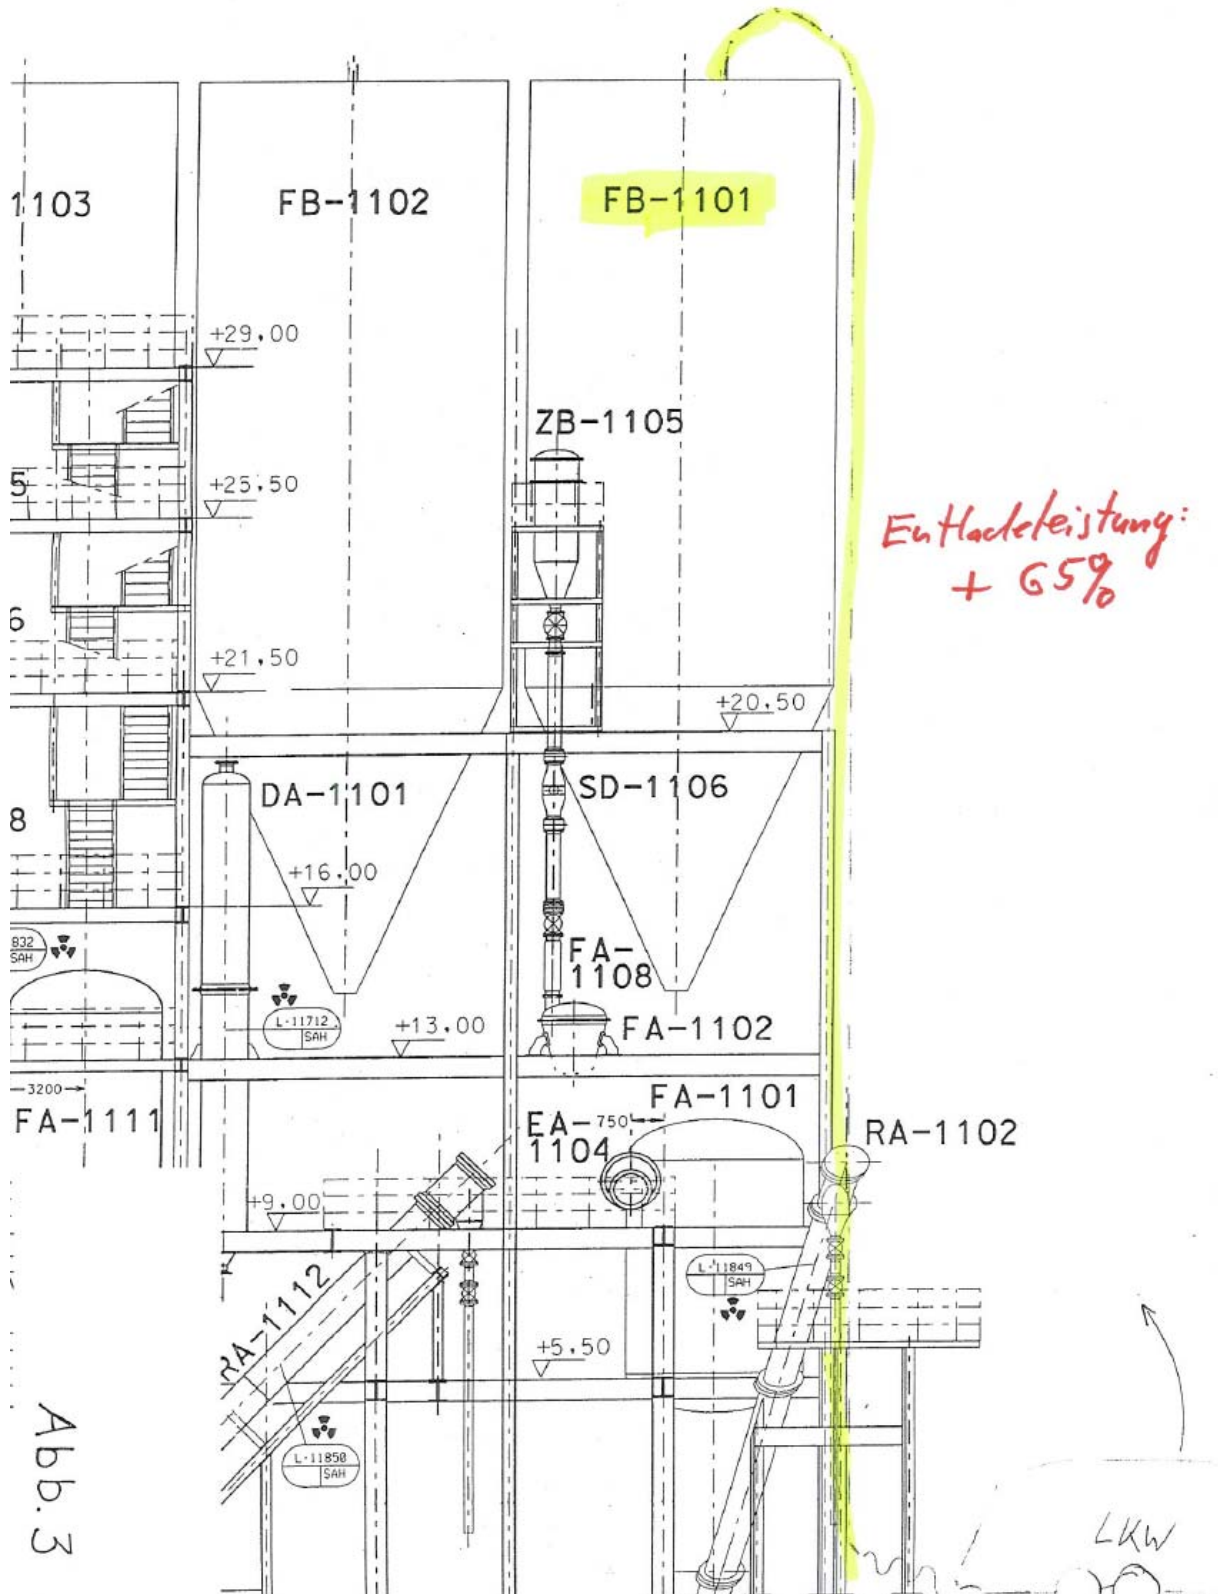 1103
FB-1102
FB-1101
+29,00
ZB-1105
5
+25,50
Entladeleistung:
+ 65%
6
+21,50
+20,50
DA-1101
SD-1106
8
+16,00
832
SAH
FA-
1108
L-11712
SAH
+13,00
FA-1102
3200
FA-1111
FA-1101
EA-
1104
750
RA-1102
+9,00
L-11849
SAH
RA-1112
+5,50
L-11850
SAH
Abb. 3
LKW